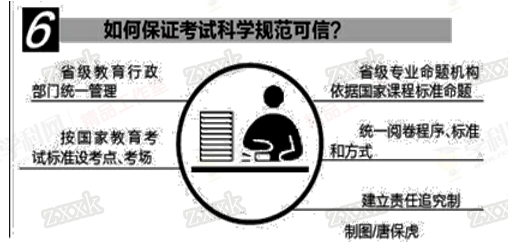 6 如何保证考试科学规范可信?
省级教育行政
部门统一管理
按国家教育考
试标准设考点、考场
省级专业命题机构
依据国家课程标准命题
统一阅卷程序、标准
和方式
建立责任追究制
制图/唐保虎